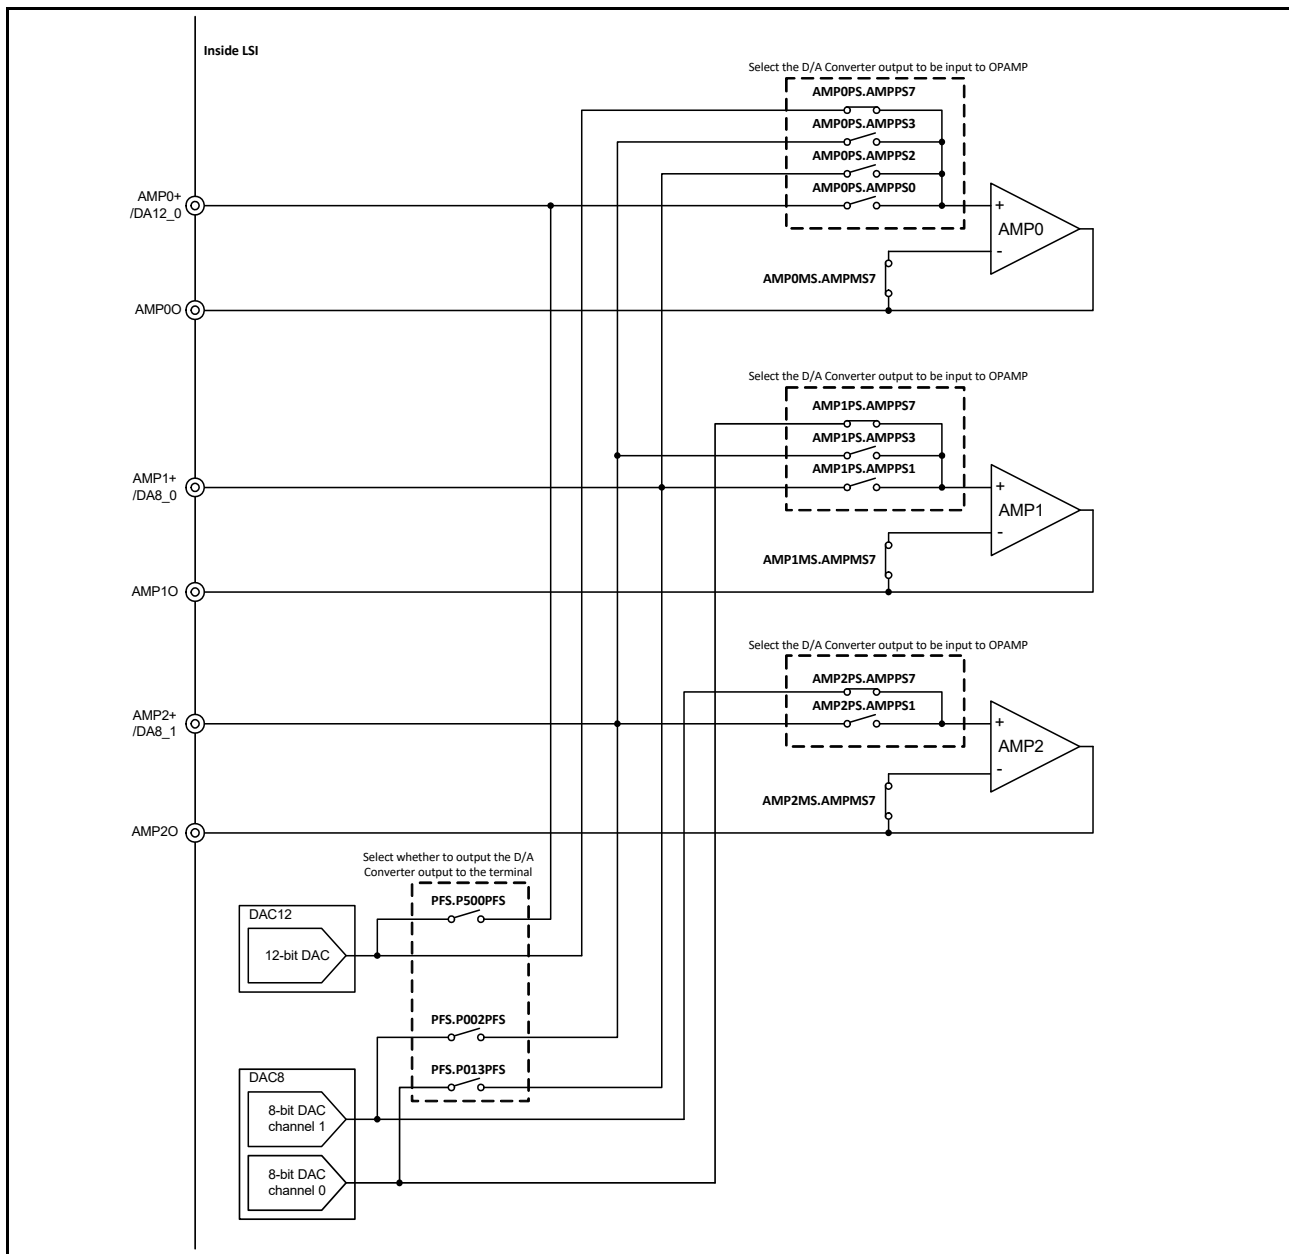 Inside LSI
Select the D/A Converter output to be input to OPAMP
AMP0PS.AMPPS7
AMP0PS.AMPPS3
AMP0PS.AMPPS2
AMP0PS.AMPPS0
AMP0+
/DA12_0
+
AMP0
-
AMP0MS.AMPMS7
AMP0O
Select the D/A Converter output to be input to OPAMP
AMP1PS.AMPPS7
AMP1PS.AMPPS3
AMP1PS.AMPPS1
AMP1+
/DA8_0
+
AMP1
-
AMP1MS.AMPMS7
AMP1O
Select the D/A Converter output to be input to OPAMP
AMP2PS.AMPPS7
AMP2PS.AMPPS1
AMP2+
/DA8_1
+
AMP2
-
AMP2MS.AMPMS7
AMP2O
Select whether to output the D/A
Converter output to the terminal
PFS.P500PFS
DAC12
12-bit DAC
PFS.P002PFS
PFS.P013PFS
DAC8
8-bit DAC
channel 1
8-bit DAC
channel 0